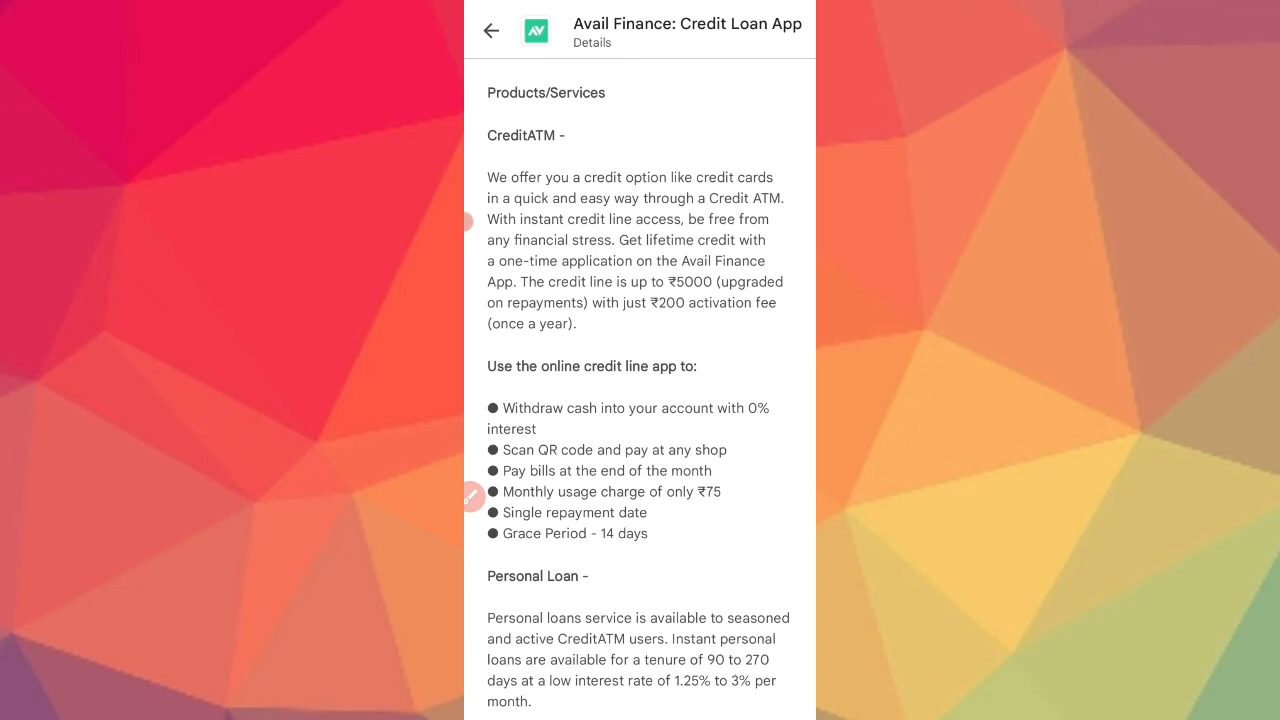 Avail Finance: Credit Loan App
Details
Products/Services
CreditATM -
We offer you a credit option like credit cards
in a quick and easy way through a Credit ATM.
With instant credit line access, be free from
any financial stress. Get lifetime credit with
a one-time application on the Avail Finance
App. The credit line is up to ₹5000 (upgraded
on repayments) with just ₹200 activation fee
(once a year).
Use the online credit line app to:
● Withdraw cash into your account with 0%
interest
● Scan QR code and pay at any shop
● Pay bills at the end of the month
● Monthly usage charge of only ₹75
● Single repayment date
● Grace Period - 14 days
Personal Loan -
Personal loans service is available to seasoned
and active CreditATM users. Instant personal
loans are available for a tenure of 90 to 270
days at a low interest rate of 1.25% to 3% per
month.